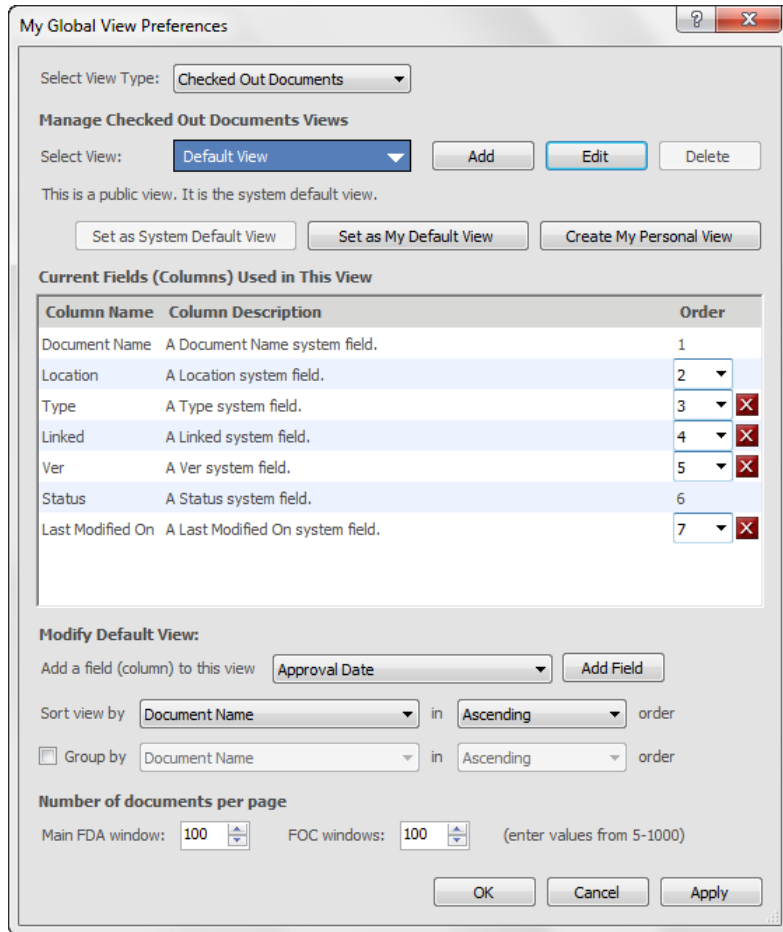 My Global View Preferences
Select View Type: Checked Out Documents
Manage Checked Out Documents Views
Select View: Default View Add Edit Delete
This is a public view. It is the system default view.
Set as System Default View Set as My Default View Create My Personal View
Current Fields (Columns) Used in This View
Column Name Column Description Order
Document Name A Document Name system field. 1
Location A Location system field. 2
Type A Type system field. 3
Linked A Linked system field. 4
Ver A Ver system field. 5
Status A Status system field. 6
Last Modified On A Last Modified On system field. 7
Modify Default View:
Add a field (column) to this view Approval Date Add Field
Sort view by Document Name in Ascending order
Group by Document Name in Ascending order
Number of documents per page
Main FDA window: 100 FOC windows: 100 (enter values from 5-1000)
OK Cancel Apply